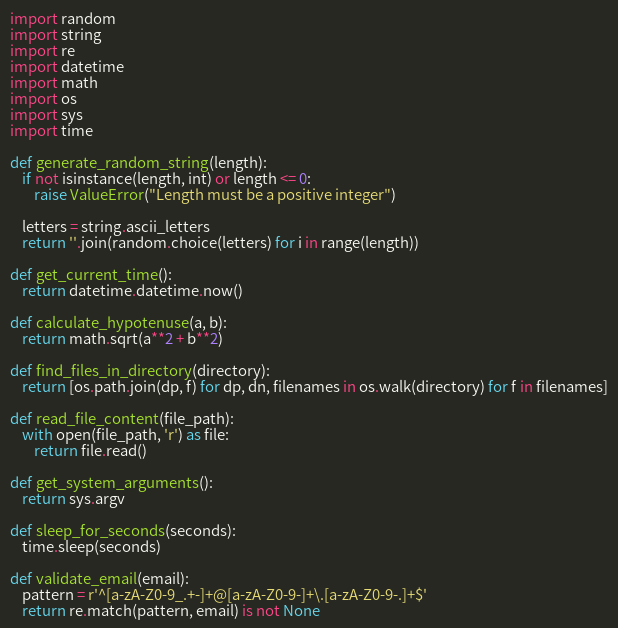 import random
import string
import re
import datetime
import math
import os
import sys
import time

def generate_random_string(length):
    if not isinstance(length, int) or length <= 0:
        raise ValueError("Length must be a positive integer")

    letters = string.ascii_letters
    return ''.join(random.choice(letters) for i in range(length))

def get_current_time():
    return datetime.datetime.now()

def calculate_hypotenuse(a, b):
    return math.sqrt(a**2 + b**2)

def find_files_in_directory(directory):
    return [os.path.join(dp, f) for dp, dn, filenames in os.walk(directory) for f in filenames]

def read_file_content(file_path):
    with open(file_path, 'r') as file:
        return file.read()

def get_system_arguments():
    return sys.argv

def sleep_for_seconds(seconds):
    time.sleep(seconds)

def validate_email(email):
    pattern = r'^[a-zA-Z0-9_.+-]+@[a-zA-Z0-9-]+\.[a-zA-Z0-9-.]+$'
    return re.match(pattern, email) is not None